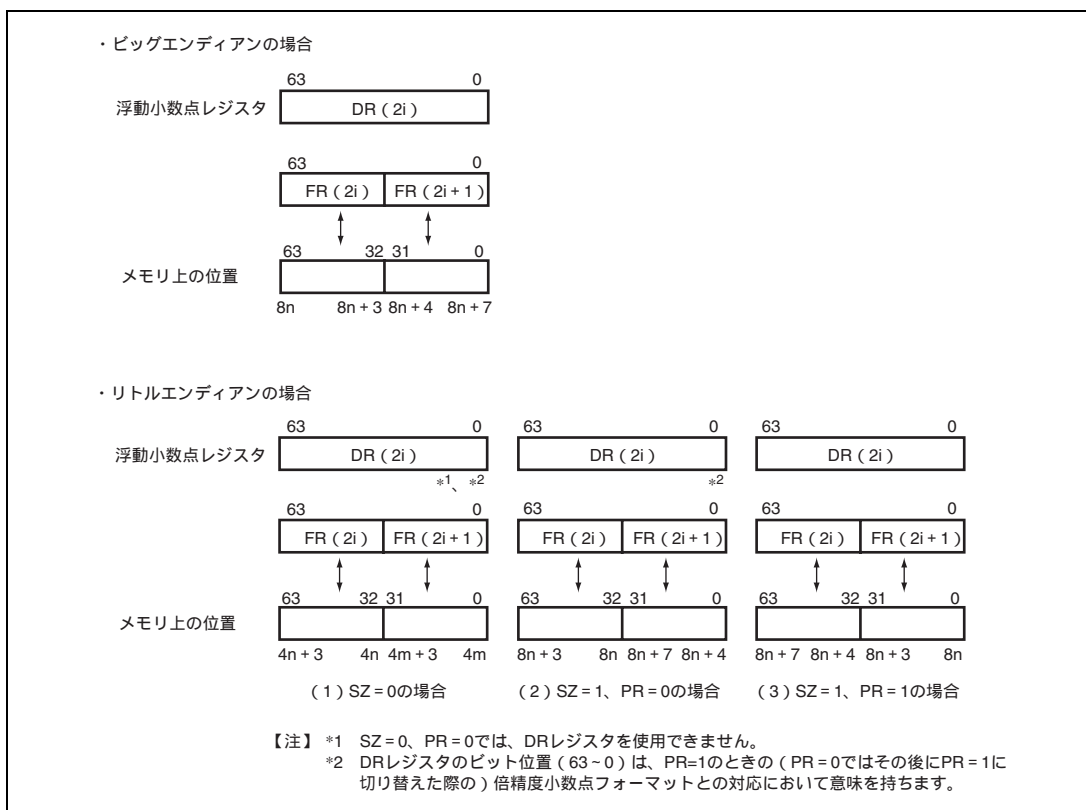 ・ビッグエンディアンの場合
63 0
浮動小数点レジスタ DR ( 2i )
63 0
FR ( 2i ) FR ( 2i + 1 )
63 32 31 0
メモリ上の位置
8n 8n + 3 8n + 4 8n + 7
・リトルエンディアンの場合
63 0 63 0 63 0
浮動小数点レジスタ DR ( 2i ) DR ( 2i ) DR ( 2i )
*1、*2 *2
63 0 63 0 63 0
FR ( 2i ) FR ( 2i + 1 ) FR ( 2i ) FR ( 2i + 1 ) FR ( 2i ) FR ( 2i + 1 )
63 32 31 0 63 32 31 0 63 32 31 0
メモリ上の位置
4n + 3 4n 4m + 3 4m 8n + 3 8n 8n + 7 8n + 4 8n + 7 8n + 4 8n + 3 8n
( 1 ) SZ = 0の場合 ( 2 ) SZ = 1、PR = 0の場合 ( 3 ) SZ = 1、PR = 1の場合
【注】 *1 SZ = 0、PR = 0では、DRレジスタを使用できません。
*2 DRレジスタのビット位置 ( 63 ~ 0 ) は、PR=1のときの ( PR = 0ではその後にPR = 1に
切り替えた際の ) 倍精度小数点フォーマットとの対応において意味を持ちます。